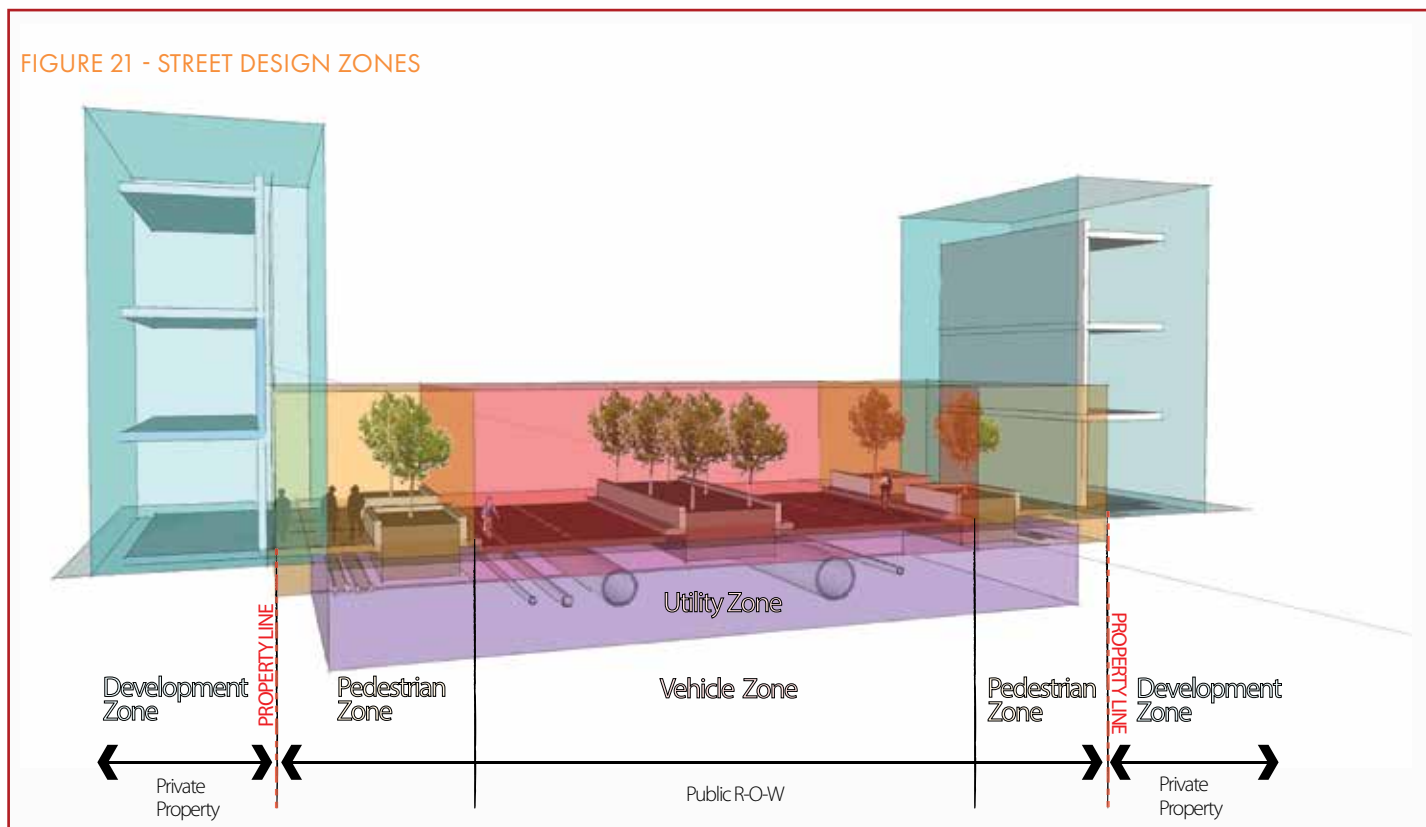 FIGURE 21 - STREET DESIGN ZONES
Utility Zone
Development
Zone
PROPERTY LINE
Pedestrian
Zone
Vehicle Zone
Pedestrian
Zone
PROPERTY LINE
Development
Zone
Private
Property
Public R-O-W
Private
Property